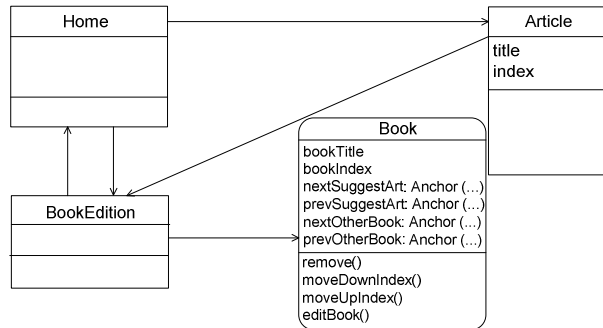 Home
Article
title
index
Book
bookTitle
bookIndex
nextSuggestArt: Anchor (...)
prevSuggestArt: Anchor (...)
nextOtherBook: Anchor (...)
prevOtherBook: Anchor (...)
remove()
moveDownIndex()
moveUpIndex()
editBook()
BookEdition